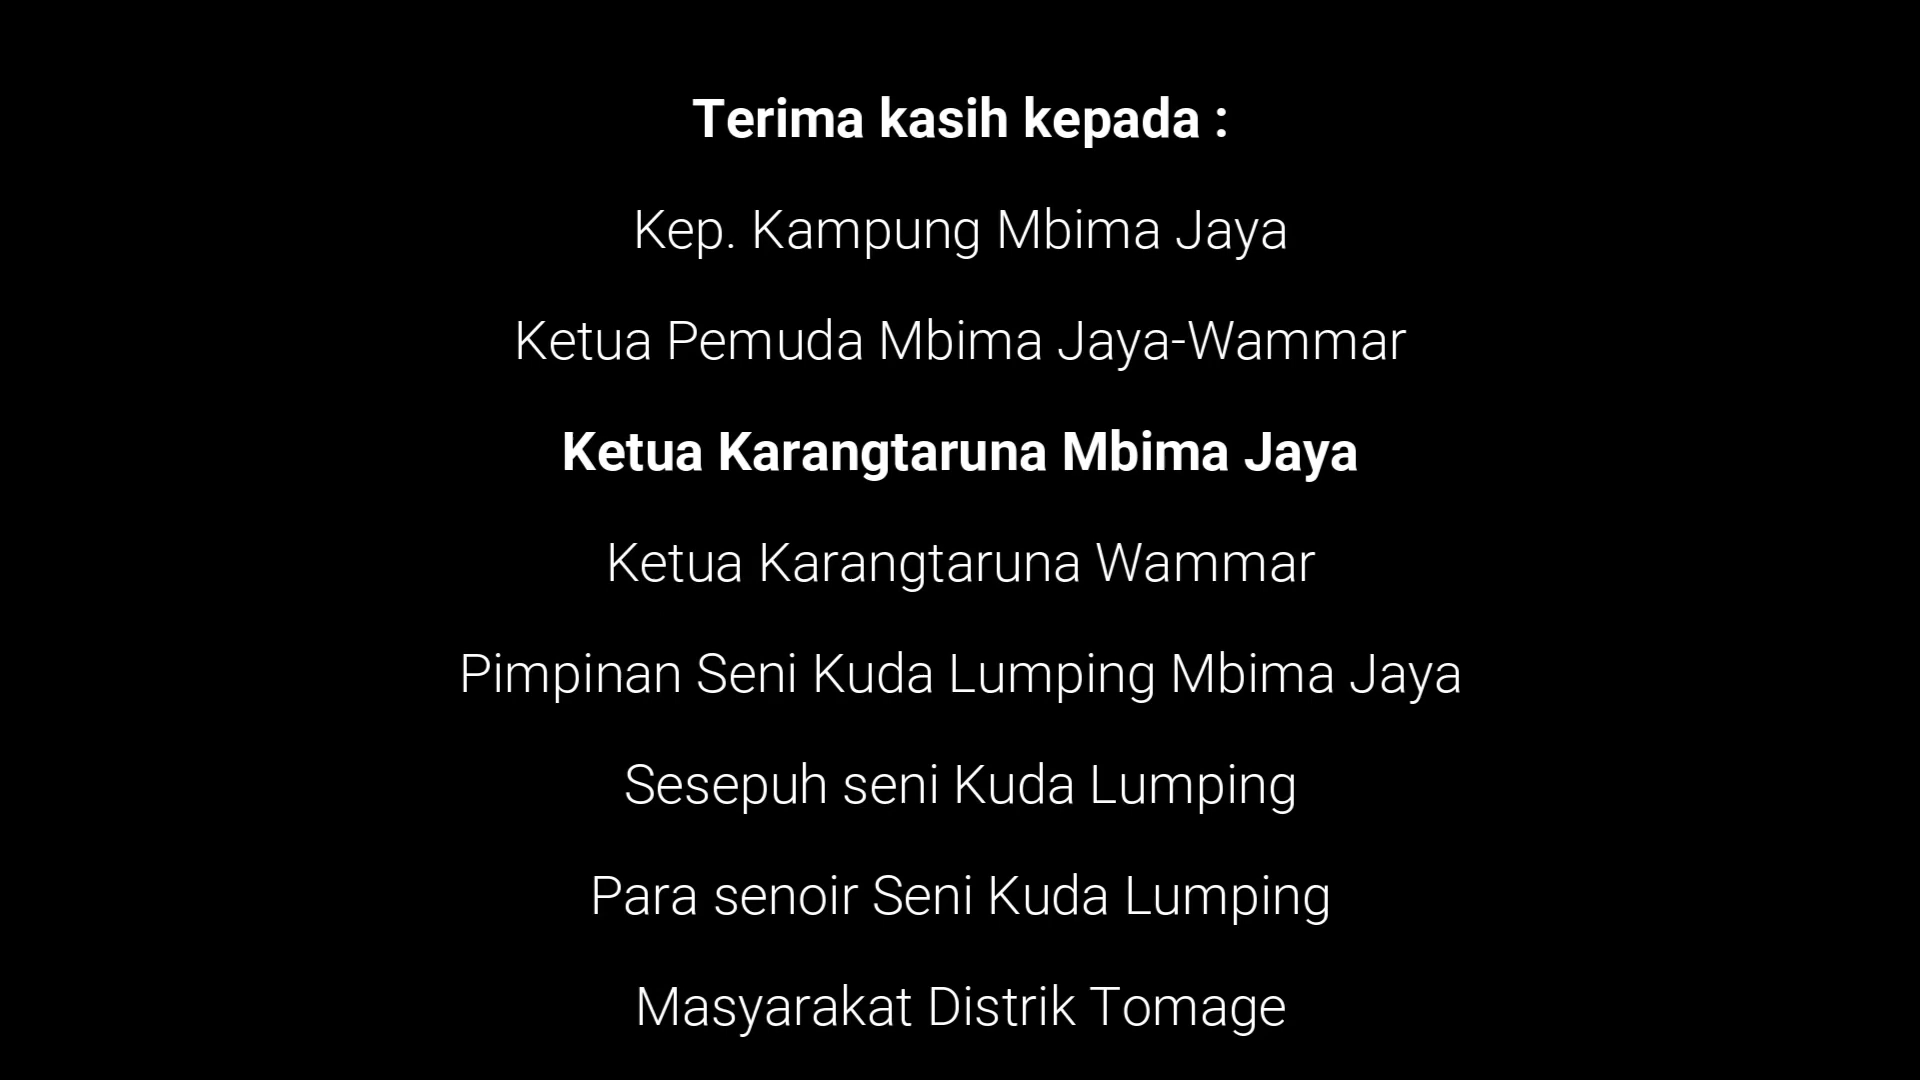 Terima kasih kepada :
Kep. Kampung Mbima Jaya
Ketua Pemuda Mbima Jaya-Wammar
Ketua Karangtaruna Mbima Jaya
Ketua Karangtaruna Wammar
Pimpinan Seni Kuda Lumping Mbima Jaya
Sesepuh seni Kuda Lumping
Para senoir Seni Kuda Lumping
Masyarakat Distrik Tomage